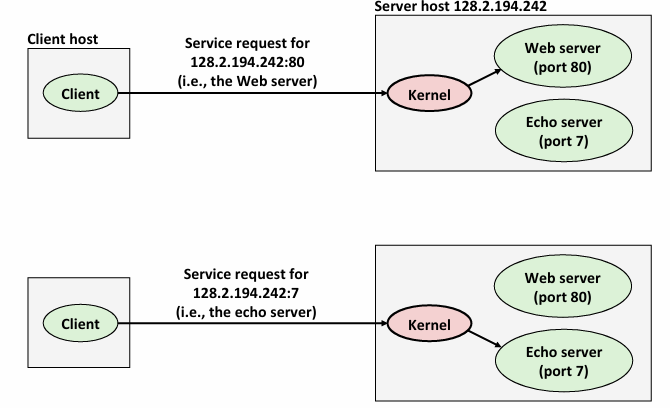 Server host 128.2.194.242
Client host
Service request for
128.2.194.242:80
(i.e., the Web server)
Client
Kernel
Web server
(port 80)
Echo server
(port 7)
Service request for
128.2.194.242:7
(i.e., the echo server)
Client
Kernel
Web server
(port 80)
Echo server
(port 7)